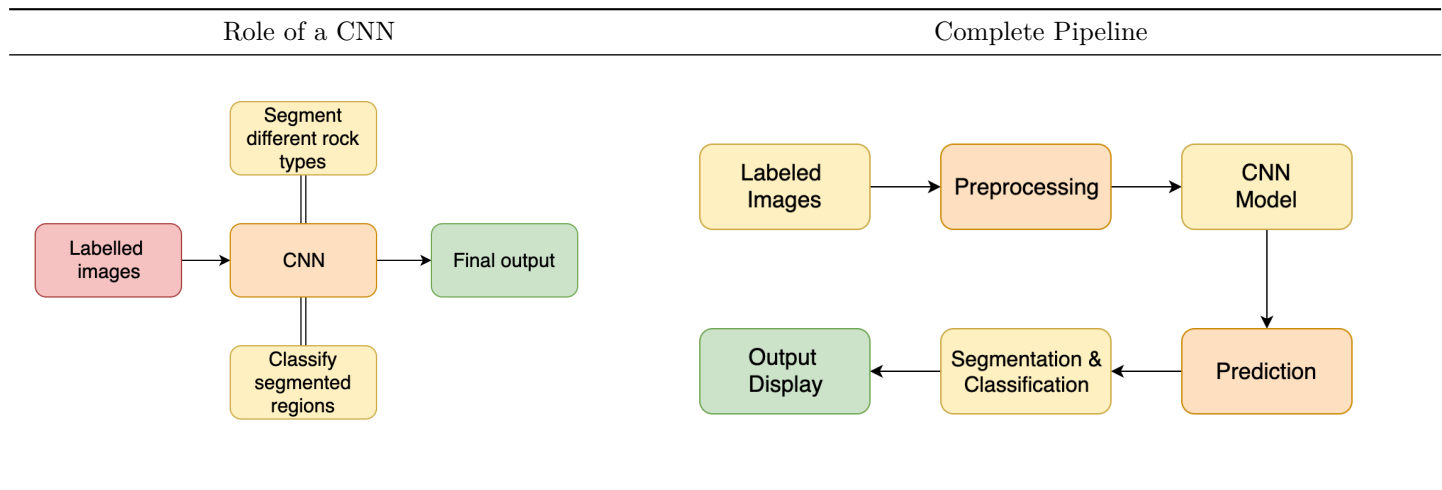 Role of a CNN
Complete Pipeline
Segment
different rock
types
Labelled
images
CNN
Final output
Classify
segmented
regions
Labeled
Images
Preprocessing
CNN
Model
Prediction
Segmentation &
Classification
Output
Display